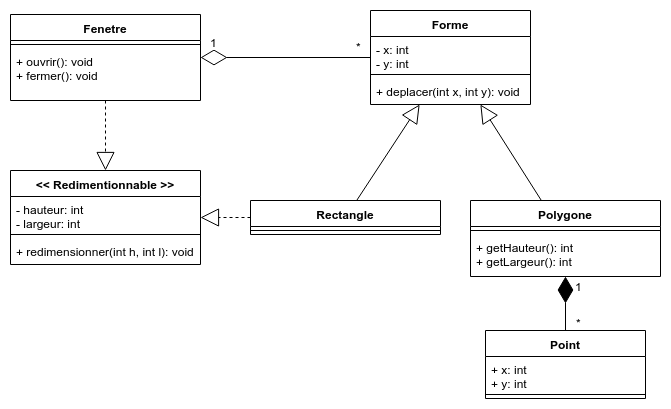 Fenetre
+ ouvrir(): void
+ fermer(): void
1
*
Forme
- x: int
- y: int
+ deplacer(int x, int y): void
<< Redimentionnable >>
- hauteur: int
- largeur: int
+ redimensionner(int h, int l): void
Rectangle
Polygone
+ getHauteur(): int
+ getLargeur(): int
1
*
Point
+ x: int
+ y: int